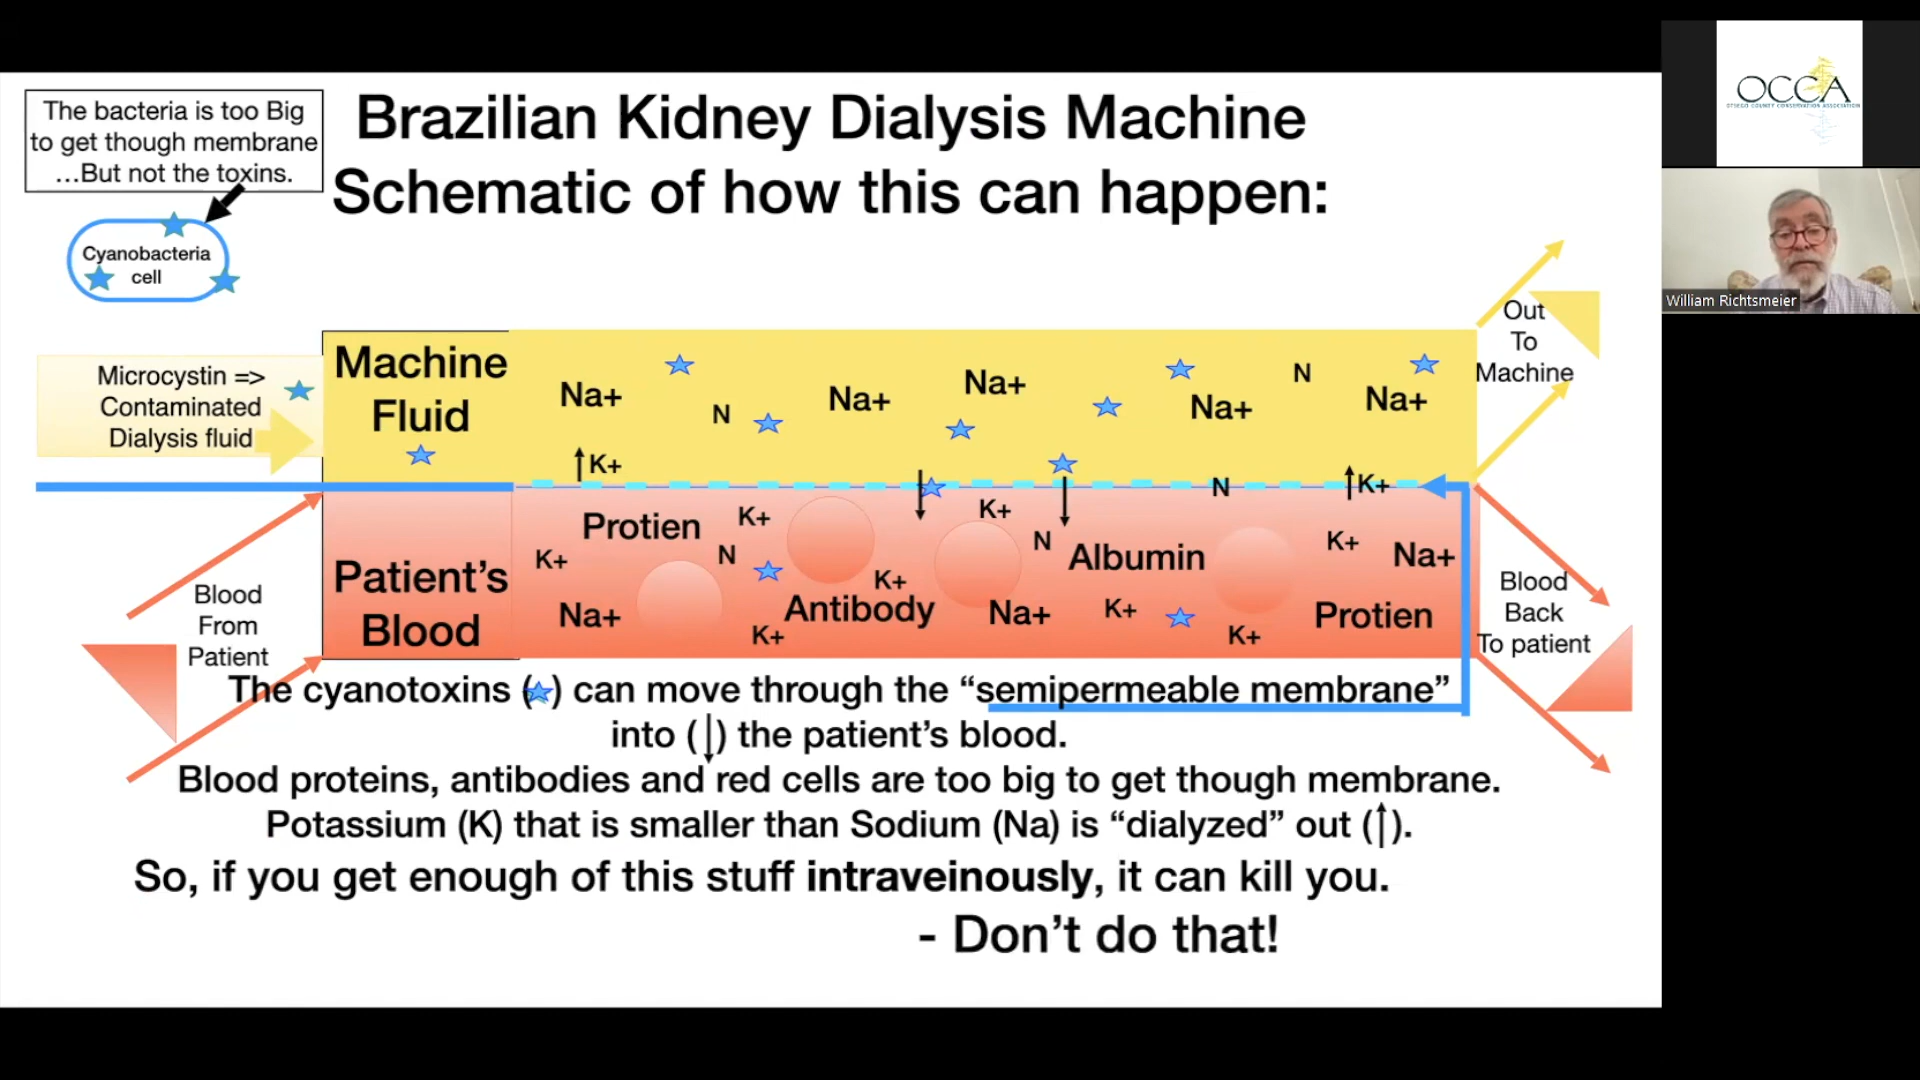 The bacteria is too Big
to get though membrane
...But not the toxins.
Brazilian Kidney Dialysis Machine
Schematic of how this can happen:
Cyanobacteria
cell
OCCA
OTSEGO COUNTY CONSERVATION ASSOCIATION
William Richtsmeier
Out
To
Machine
Microcystin =>
Contaminated
Dialysis fluid
Machine
Fluid
Na+
N
Na+
Na+
Na+
N
Na+
K+
K+
N
Protien
K+
K+
K+
N
N
Albumin
K+
Na+
K+
Patient's
Blood
Na+
K+
Antibody
Na+
K+
K+
Protien
Blood
From
Patient
Blood
Back
To patient
The cyanotoxins ( ) can move through the “semipermeable membrane”
into (↓) the patient's blood.
Blood proteins, antibodies and red cells are too big to get though membrane.
Potassium (K) that is smaller than Sodium (Na) is “dialyzed” out (↑).
So, if you get enough of this stuff intraveinously, it can kill you.
- Don't do that!